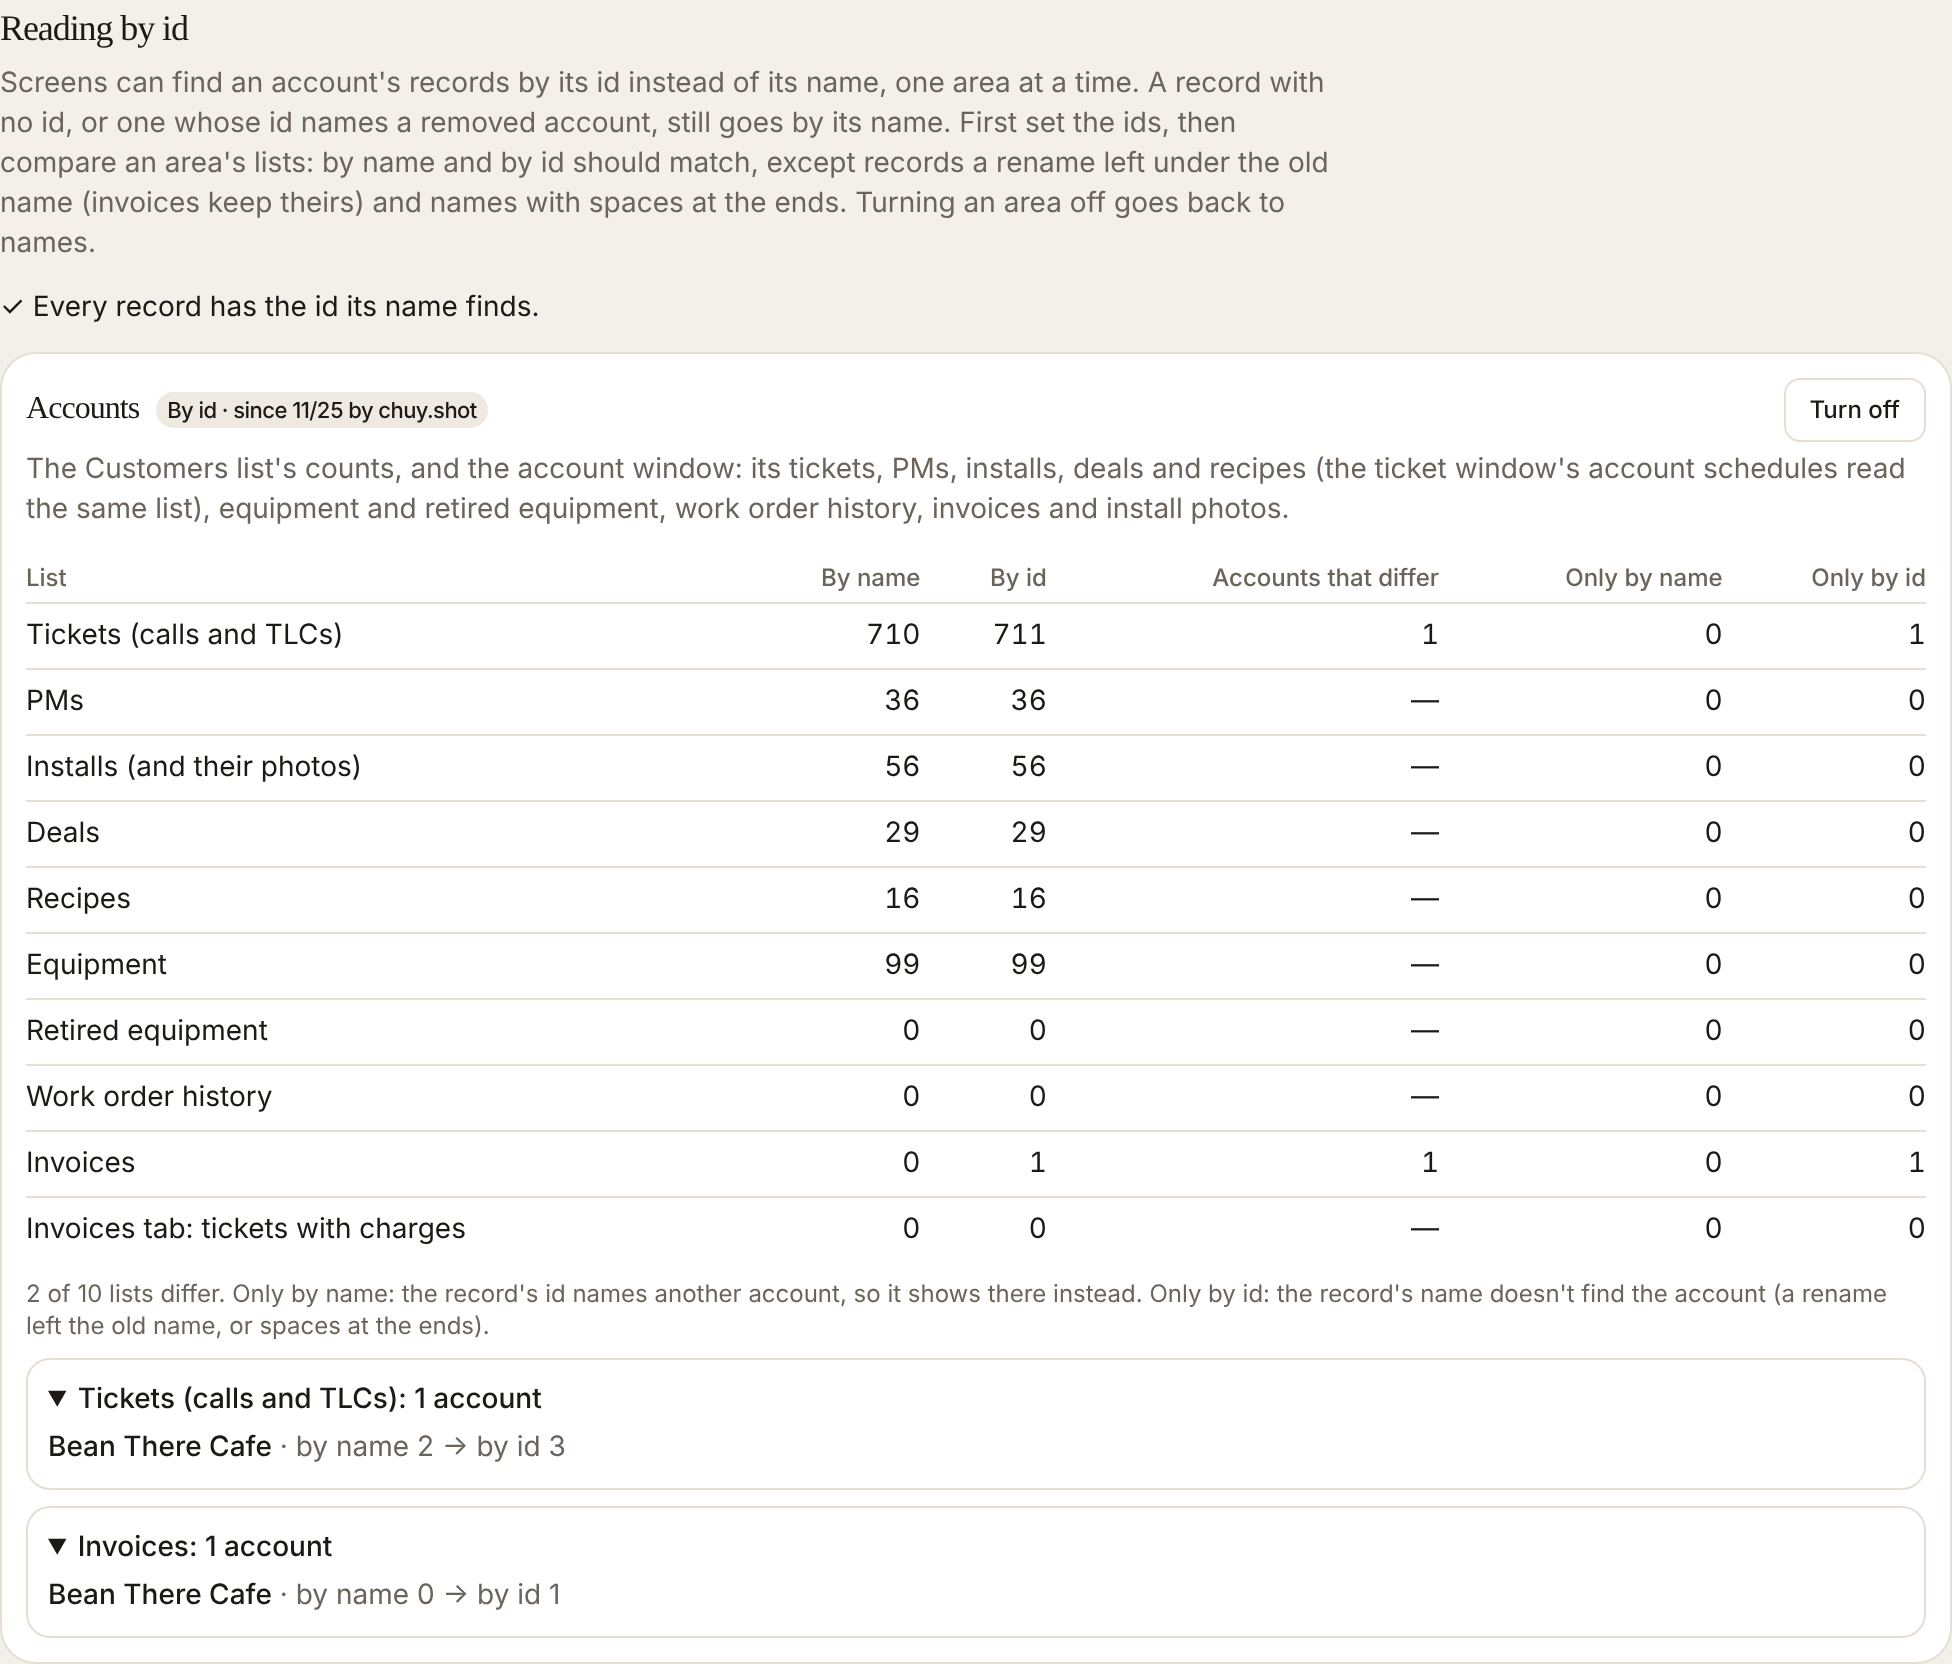 Reading by id
Screens can find an account's records by its id instead of its name, one area at a time. A record with
no id, or one whose id names a removed account, still goes by its name. First set the ids, then
compare an area's lists: by name and by id should match, except records a rename left under the old
name (invoices keep theirs) and names with spaces at the ends. Turning an area off goes back to
names.
✓ Every record has the id its name finds.
Accounts By id · since 11/25 by chuy.shot Turn off
The Customers list's counts, and the account window: its tickets, PMs, installs, deals and recipes (the ticket window's account schedules read
the same list), equipment and retired equipment, work order history, invoices and install photos.
List By name By id Accounts that differ Only by name Only by id
Tickets (calls and TLCs) 710 711 1 0 1
PMs 36 36 — 0 0
Installs (and their photos) 56 56 — 0 0
Deals 29 29 — 0 0
Recipes 16 16 — 0 0
Equipment 99 99 — 0 0
Retired equipment 0 0 — 0 0
Work order history 0 0 — 0 0
Invoices 0 1 1 0 1
Invoices tab: tickets with charges 0 0 — 0 0
2 of 10 lists differ. Only by name: the record's id names another account, so it shows there instead. Only by id: the record's name doesn't find the account (a rename
left the old name, or spaces at the ends).
▼ Tickets (calls and TLCs): 1 account
Bean There Cafe · by name 2 → by id 3
▼ Invoices: 1 account
Bean There Cafe · by name 0 → by id 1